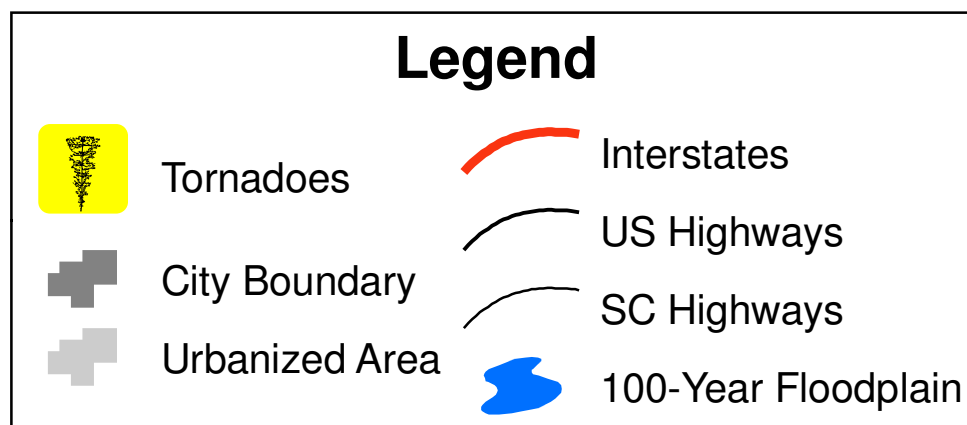 Legend
Tornadoes
City Boundary
Urbanized Area
Interstates
US Highways
SC Highways
100-Year Floodplain